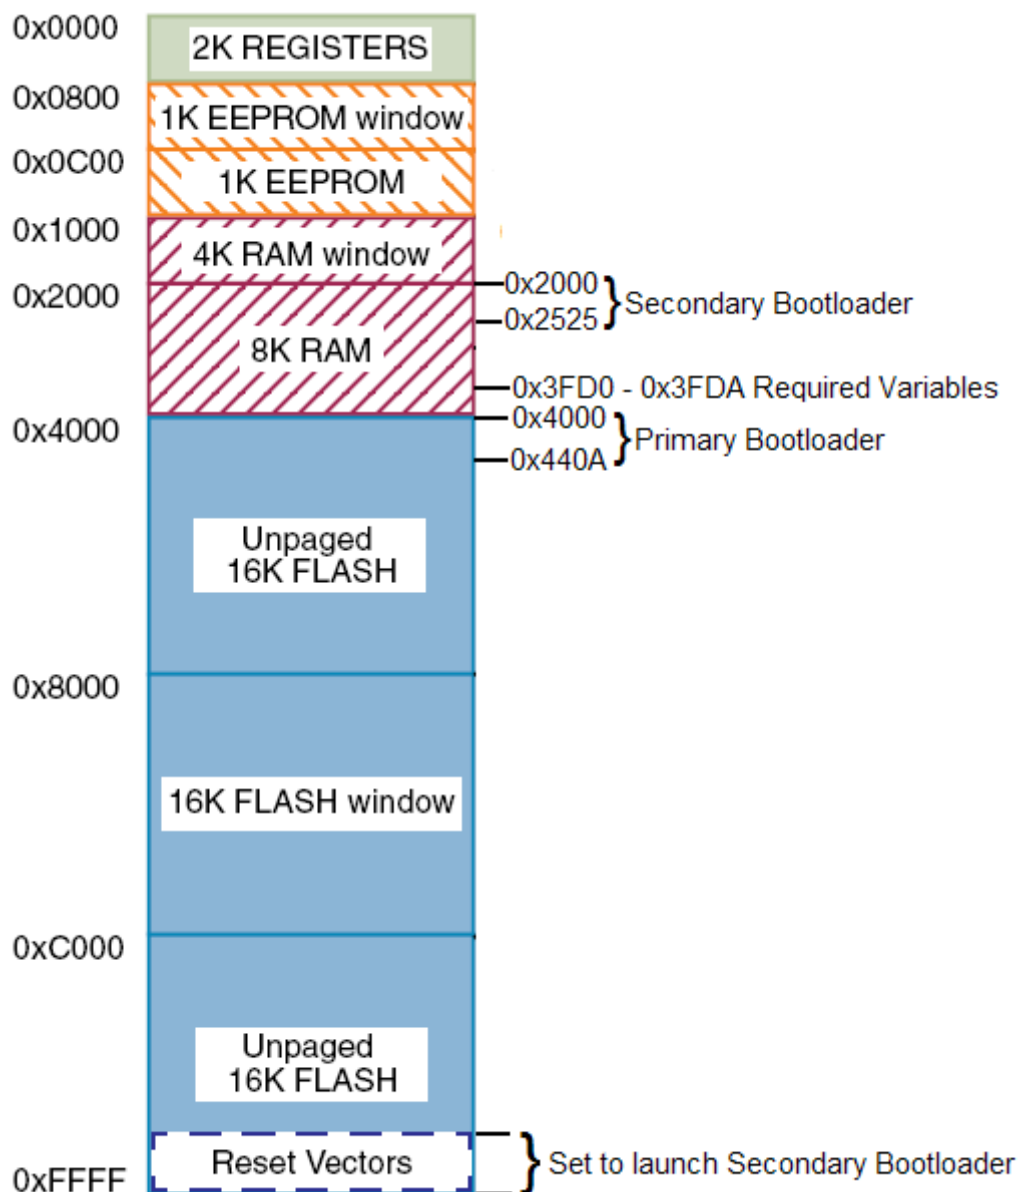 0x0000
2K REGISTERS
0x0800
1K EEPROM window
0x0C00
1K EEPROM
0x1000
4K RAM window
0x2000
0x2000
Secondary Bootloader
0x2525
8K RAM
0x3FD0 - 0x3FDA Required Variables
0x4000
0x4000
Primary Bootloader
0x440A
Unpaged
16K FLASH
0x8000
16K FLASH window
0xC000
Unpaged
16K FLASH
Reset Vectors
Set to launch Secondary Bootloader
0xFFFF